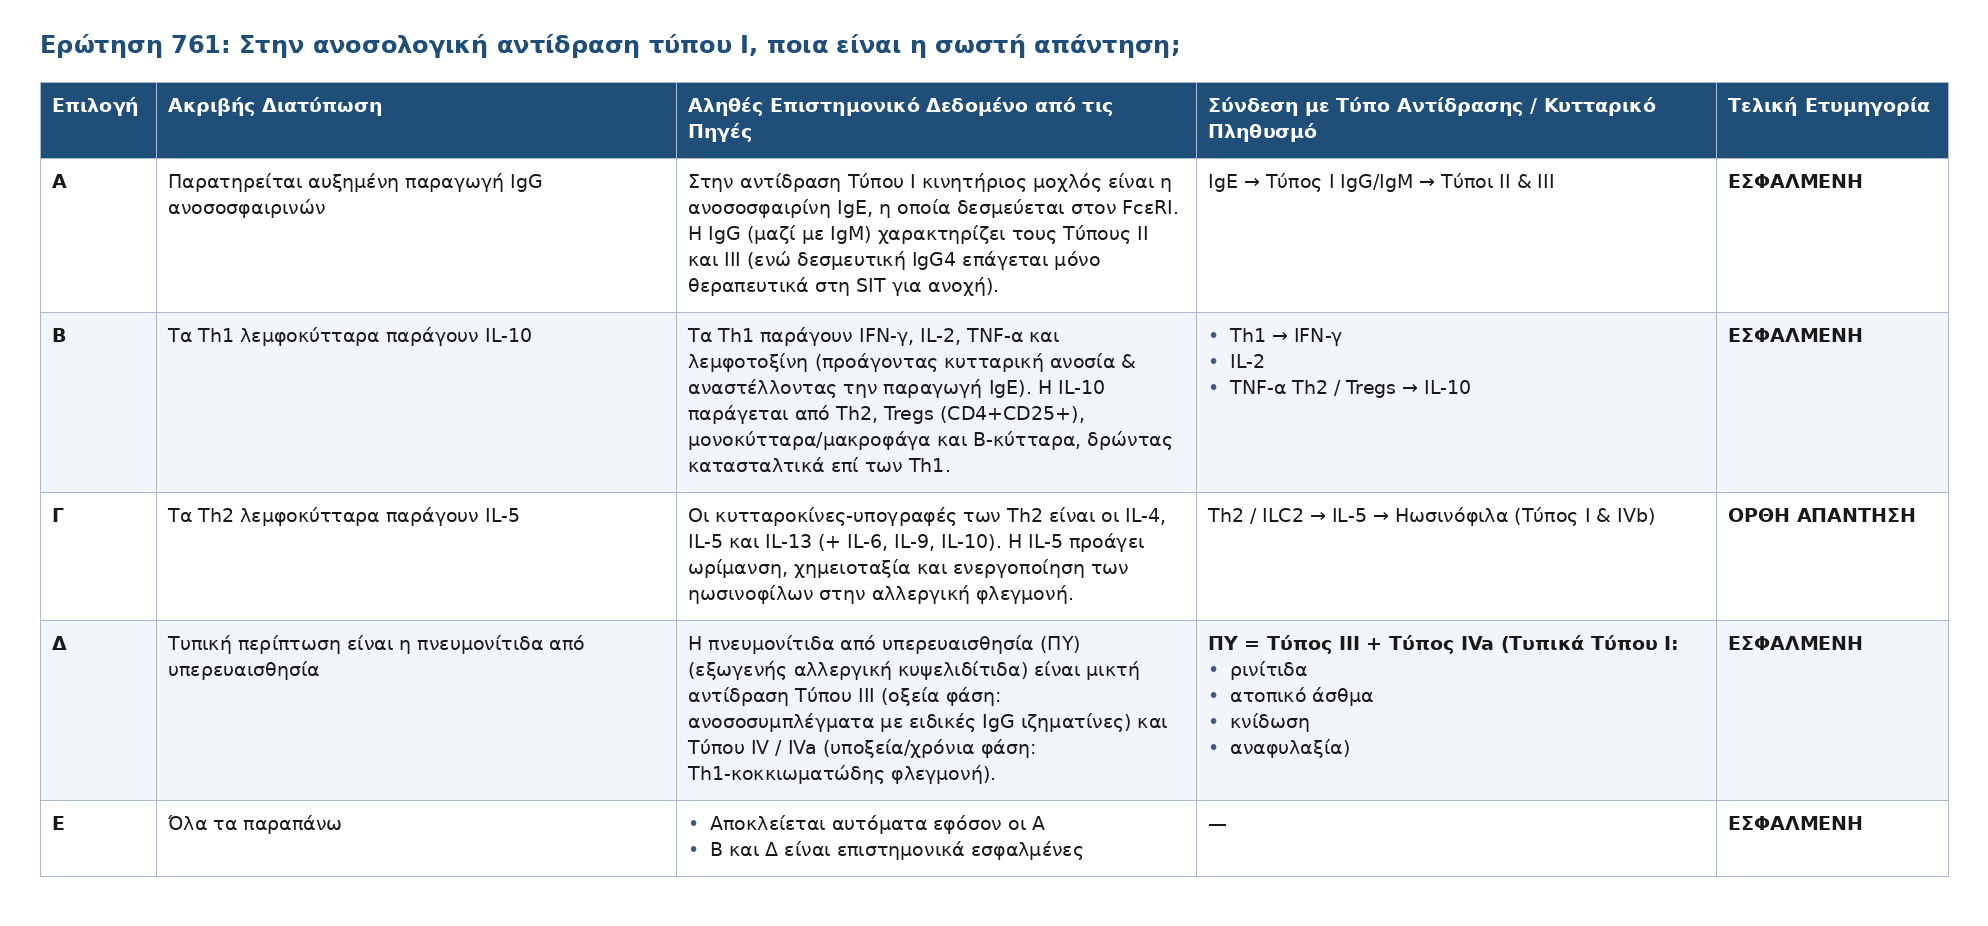 Ερώτηση 761: Στην ανοσολογική αντίδραση τύπου Ι, ποια είναι η σωστή απάντηση;
Επιλογή
Ακριβής Διατύπωση
Αληθές Επιστημονικό Δεδομένο από τις
Πηγές
Σύνδεση με Τύπο Αντίδρασης / Κυτταρικό
Πληθυσμό
Τελική Ετυμηγορία
Α
Παρατηρείται αυξημένη παραγωγή IgG
ανοσοσφαιρινών
Στην αντίδραση Τύπου Ι κινητήριος μοχλός είναι η
ανοσοσφαιρίνη IgE, η οποία δεσμεύεται στον FcεRI.
Η IgG (μαζί με IgM) χαρακτηρίζει τους Τύπους ΙΙ
και ΙΙΙ (ενώ δεσμευτική IgG4 επάγεται μόνο
θεραπευτικά στη SIT για ανοχή).
IgE → Τύπος Ι IgG/IgM → Τύποι ΙΙ & ΙΙΙ
ΕΣΦΑΛΜΕΝΗ
Β
Τα Th1 λεμφοκύτταρα παράγουν IL-10
Τα Th1 παράγουν IFN-γ, IL-2, TNF-α και
λεμφοτοξίνη (προάγοντας κυτταρική ανοσία &
αναστέλλοντας την παραγωγή IgE). Η IL-10
παράγεται από Th2, Tregs (CD4+CD25+),
μονοκύτταρα/μακροφάγα και Β-κύτταρα, δρώντας
κατασταλτικά επί των Th1.
• Th1 → IFN-γ
• IL-2
• TNF-α Th2 / Tregs → IL-10
ΕΣΦΑΛΜΕΝΗ
Γ
Τα Th2 λεμφοκύτταρα παράγουν IL-5
Οι κυτταροκίνες-υπογραφές των Th2 είναι οι IL-4,
IL-5 και IL-13 (+ IL-6, IL-9, IL-10). Η IL-5 προάγει
ωρίμανση, χημειοταξία και ενεργοποίηση των
ηωσινοφίλων στην αλλεργική φλεγμονή.
Th2 / ILC2 → IL-5 → Ηωσινόφιλα (Τύπος Ι & IVb)
ΟΡΘΗ ΑΠΑΝΤΗΣΗ
Δ
Τυπική περίπτωση είναι η πνευμονίτιδα από
υπερευαισθησία
Η πνευμονίτιδα από υπερευαισθησία (ΠΥ)
(εξωγενής αλλεργική κυψελιδίτιδα) είναι μικτή
αντίδραση Τύπου ΙΙΙ (οξεία φάση:
ανοσοσυμπλέγματα με ειδικές IgG ιζηματίνες) και
Τύπου IV / IVa (υποξεία/χρόνια φάση:
Th1-κοκκιωματώδης φλεγμονή).
ΠΥ = Τύπος ΙΙΙ + Τύπος IVa (Τυπικά Τύπου Ι:
• ρινίτιδα
• ατοπικό άσθμα
• κνίδωση
• αναφυλαξία)
ΕΣΦΑΛΜΕΝΗ
Ε
Όλα τα παραπάνω
• Αποκλείεται αυτόματα εφόσον οι Α
• Β και Δ είναι επιστημονικά εσφαλμένες
—
ΕΣΦΑΛΜΕΝΗ